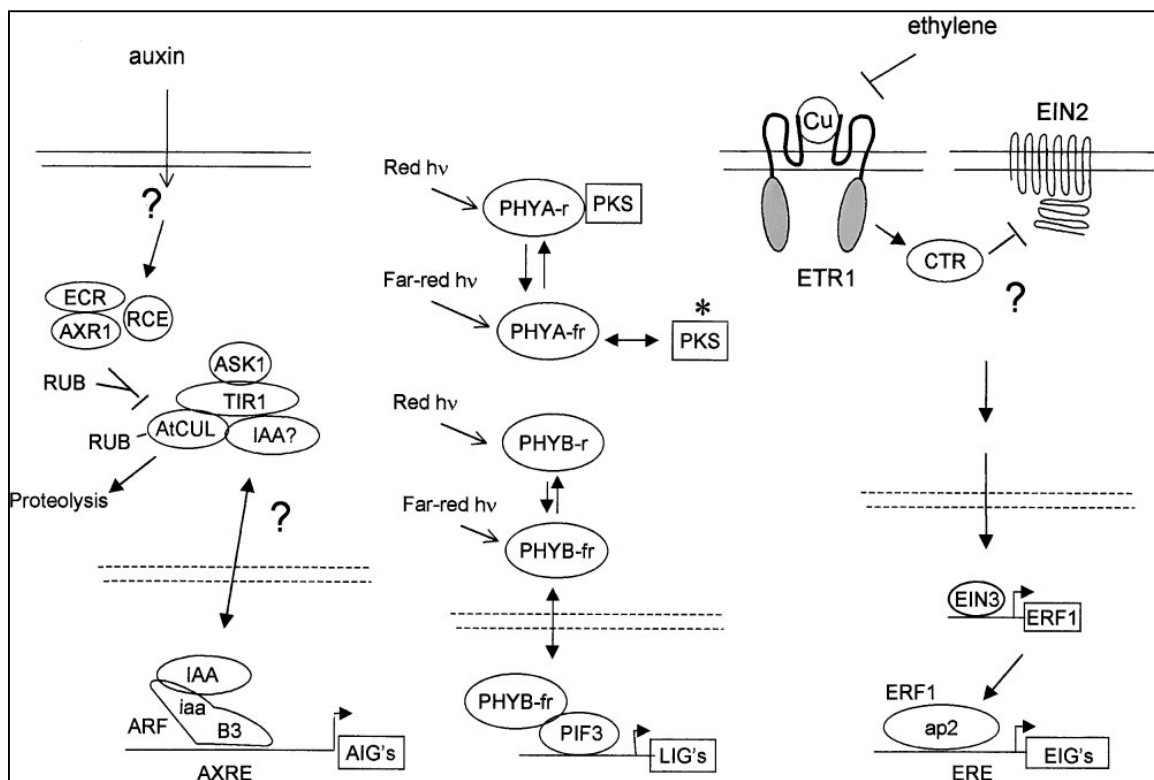 auxin
?
ECR
AXR1
RCE
RUB
ASK1
TIR1
AtCUL
IAA?
RUB
Proteolysis
?
IAA
iaa
ARF
B3
AIG's
AXRE
Red hν
PHYA-r
PKS
Far-red hν
PHYA-fr
*
PKS
Red hν
PHYB-r
Far-red hν
PHYB-fr
PHYB-fr
PIF3
LIG's
ethylene
Cu
EIN2
ETR1
CTR
?
EIN3
ERF1
ERF1
ap2
EIG's
ERE